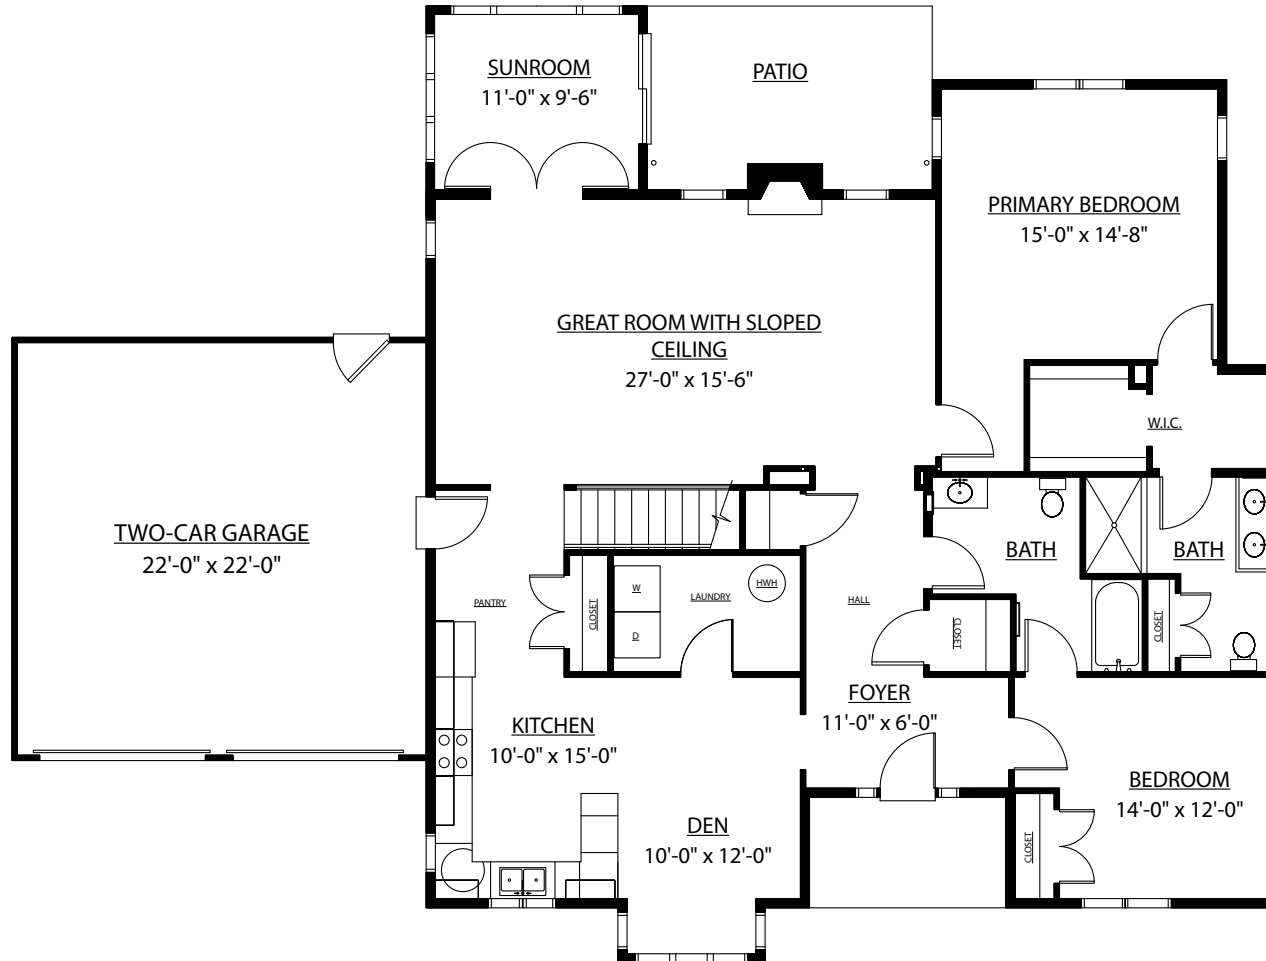 SUNROOM
11'-0" x 9'-6"
PATIO
PRIMARY BEDROOM
15'-0" x 14'-8"
GREAT ROOM WITH SLOPED
CEILING
27'-0" x 15'-6"
W.I.C.
TWO-CAR GARAGE
22'-0" x 22'-0"
BATH
BATH
HWH
W
LAUNDRY
PANTRY
HALL
CLOSET
D
CLOSET
CLOSET
FOYER
11'-0" x 6'-0"
KITCHEN
10'-0" x 15'-0"
BEDROOM
14'-0" x 12'-0"
DEN
10'-0" x 12'-0"
CLOSET